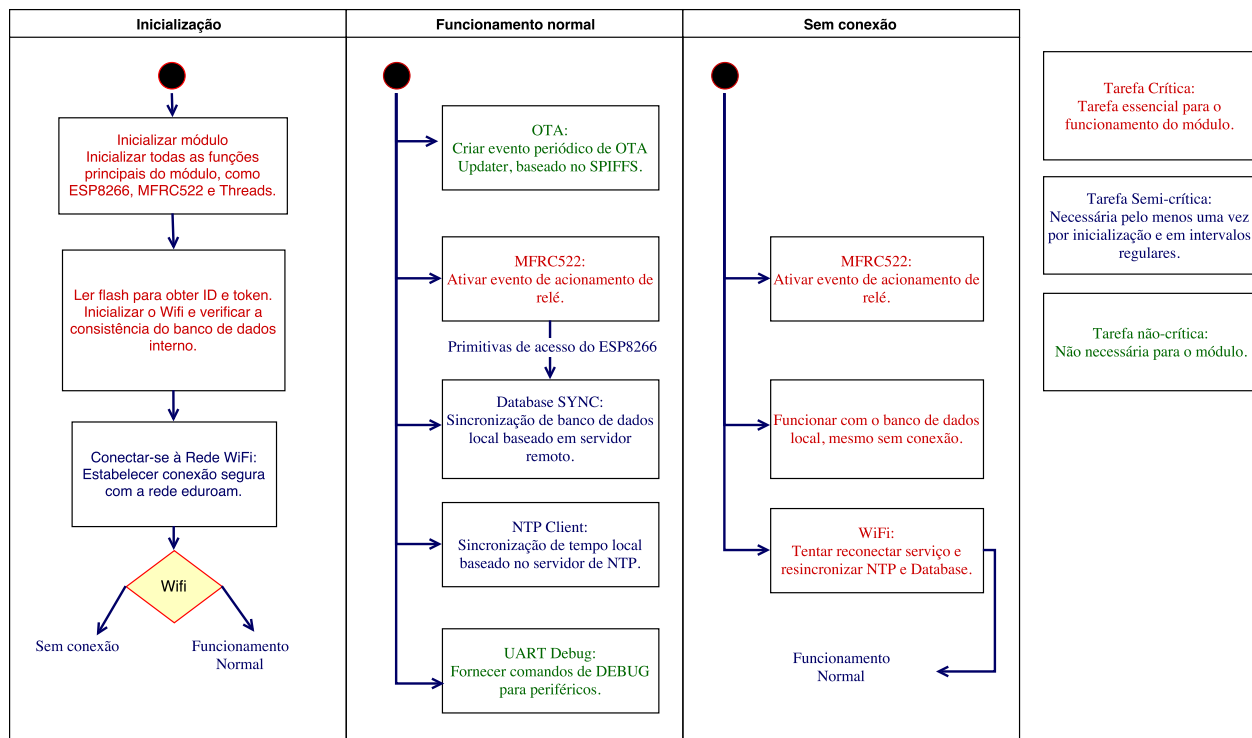 Inicialização
Inicializar módulo
Inicializar todas as funções
principais do módulo, como
ESP8266, MFRC522 e Threads.
Ler flash para obter ID e token.
Inicializar o Wifi e verificar a
consistência do banco de dados
interno.
Conectar-se à Rede WiFi:
Estabelecer conexão segura
com a rede eduroam.
Wifi
Sem conexão
Funcionamento
Normal
Funcionamento normal
OTA:
Criar evento periódico de OTA
Updater, baseado no SPIFFS.
MFRC522:
Ativar evento de acionamento de
relé.
Primitivas de acesso do ESP8266
Database SYNC:
Sincronização de banco de dados
local baseado em servidor
remoto.
NTP Client:
Sincronização de tempo local
baseado no servidor de NTP.
UART Debug:
Fornecer comandos de DEBUG
para periféricos.
Sem conexão
MFRC522:
Ativar evento de acionamento de
relé.
Funcionar com o banco de dados
local, mesmo sem conexão.
WiFi:
Tentar reconectar serviço e
resincronizar NTP e Database.
Funcionamento
Normal
Tarefa Crítica:
Tarefa essencial para o
funcionamento do módulo.
Tarefa Semi-crítica:
Necessária pelo menos uma vez
por inicialização e em intervalos
regulares.
Tarefa não-crítica:
Não necessária para o módulo.